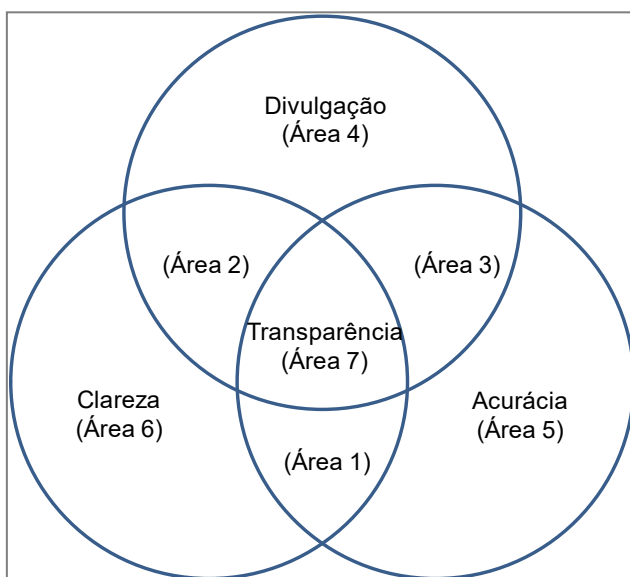 Divulgação
(Área 4)
(Área 2)
(Área 3)
Transparência
(Área 7)
Clareza
(Área 6)
Acurácia
(Área 5)
(Área 1)